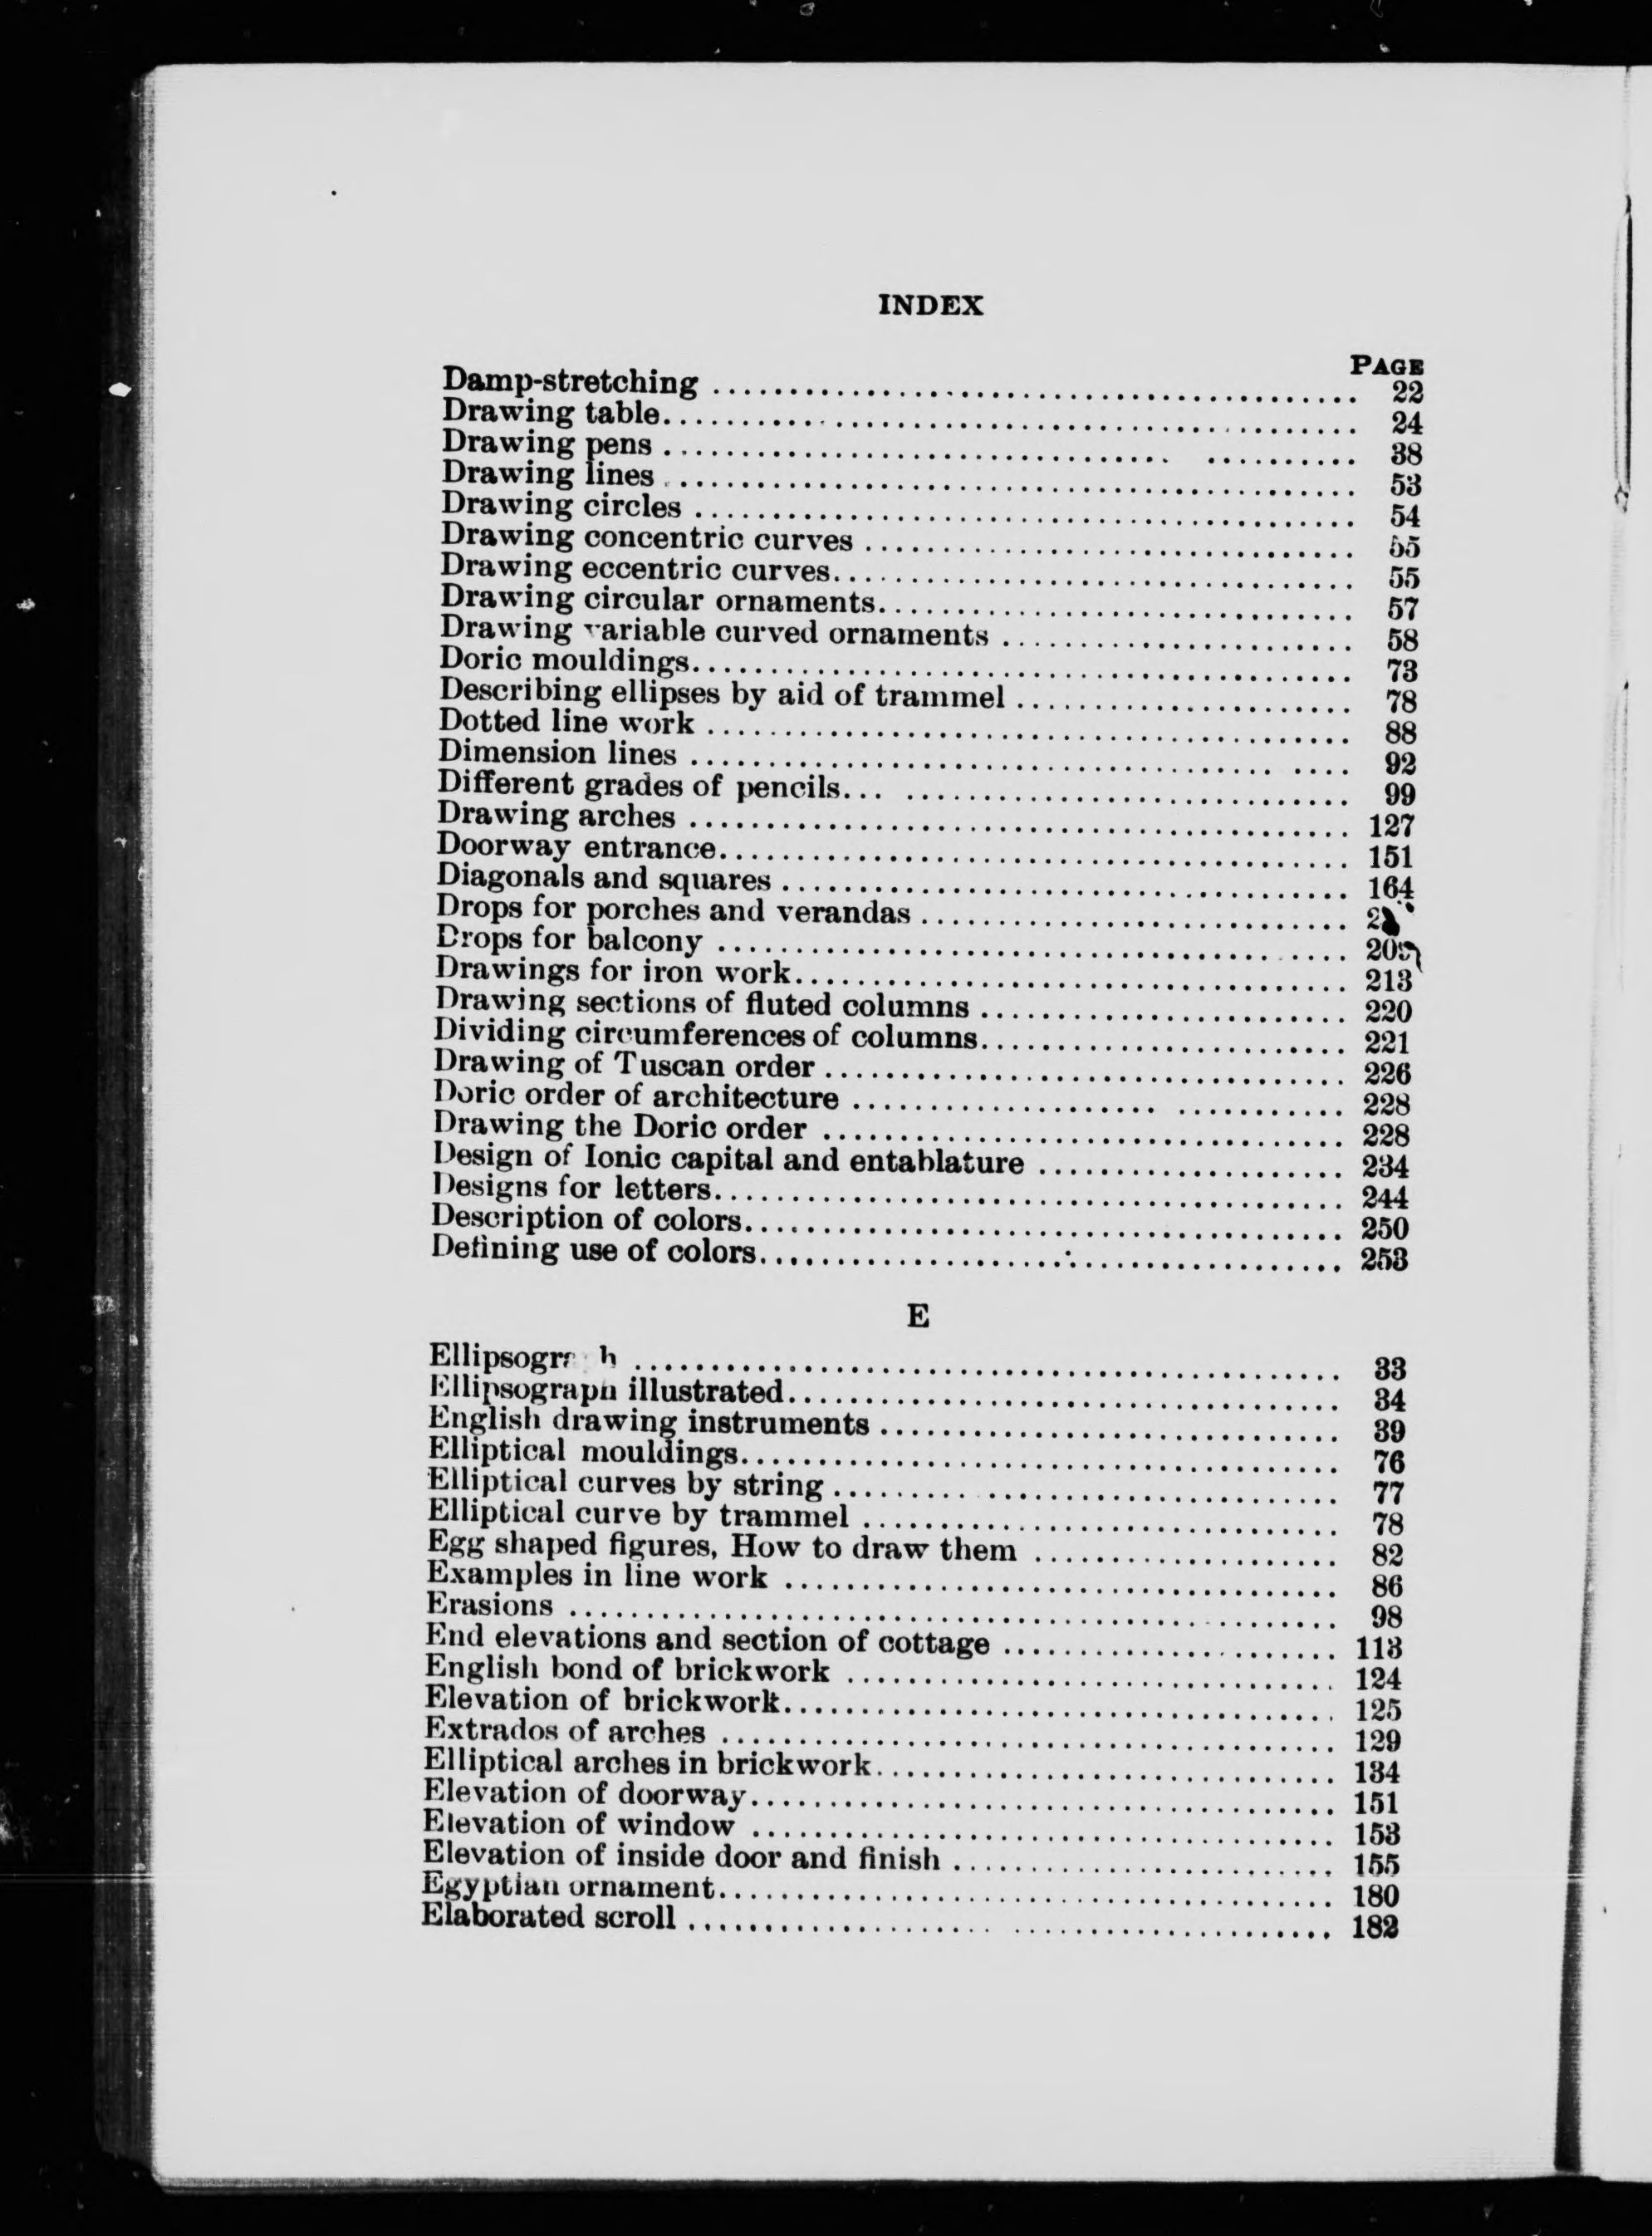 INDEX
PAGE
Damp-stretching 22
Drawing table 24
Drawing pens 38
Drawing lines 53
Drawing circles 54
Drawing concentric curves 55
Drawing eccentric curves 55
Drawing circular ornaments 57
Drawing variable curved ornaments 58
Doric mouldings 73
Describing ellipses by aid of trammel 78
Dotted line work 88
Dimension lines 92
Different grades of pencils 99
Drawing arches 127
Doorway entrance 151
Diagonals and squares 164
Drops for porches and verandas
Drops for balcony
Drawings for iron work 213
Drawing sections of fluted columns 220
Dividing circumferences of columns 221
Drawing of Tuscan order 226
Doric order of architecture 228
Drawing the Doric order 228
Design of Ionic capital and entablature 234
Designs for letters 244
Description of colors 250
Defining use of colors 253
E
Ellipsograph 33
Ellipsograph illustrated 34
English drawing instruments 39
Elliptical mouldings 76
Elliptical curves by string 77
Elliptical curve by trammel 78
Egg shaped figures, How to draw them 82
Examples in line work 86
Erasions 98
End elevations and section of cottage 113
English bond of brickwork 124
Elevation of brickwork 125
Extrados of arches 129
Elliptical arches in brickwork 134
Elevation of doorway 151
Elevation of window 153
Elevation of inside door and finish 155
Egyptian ornament 180
Elaborated scroll 182